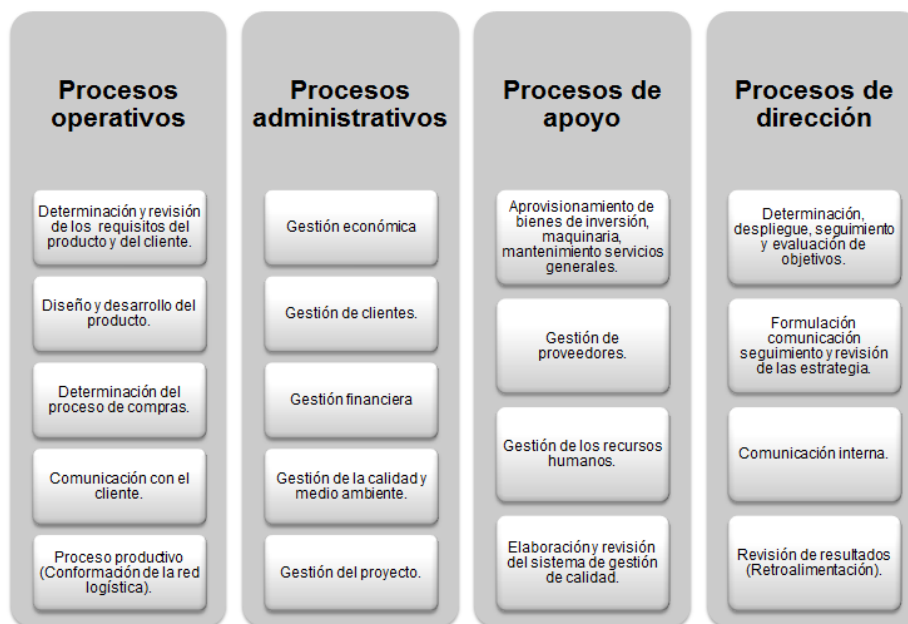 Procesos
operativos
Determinación y revisión
de los requisitos del
producto y del cliente.
Diseño y desarrollo del
producto.
Determinación del
proceso de compras.
Comunicación con el
cliente.
Proceso productivo
(Conformación de la red
logística).
Procesos
administrativos
Gestión económica
Gestión de clientes.
Gestión financiera
Gestión de la calidad y
medio ambiente.
Gestión del proyecto.
Procesos de
apoyo
Aprovisionamiento de
bienes de inversión,
maquinaria,
mantenimiento servicios
generales.
Gestión de
proveedores.
Gestión de los recursos
humanos.
Elaboración y revisión
del sistema de gestión
de calidad.
Procesos de
dirección
Determinación,
despliegue, seguimiento
y evaluación de
objetivos.
Formulación
comunicación
seguimiento y revisión
de las estrategia.
Comunicación interna.
Revisión de resultados
(Retroalimentación).